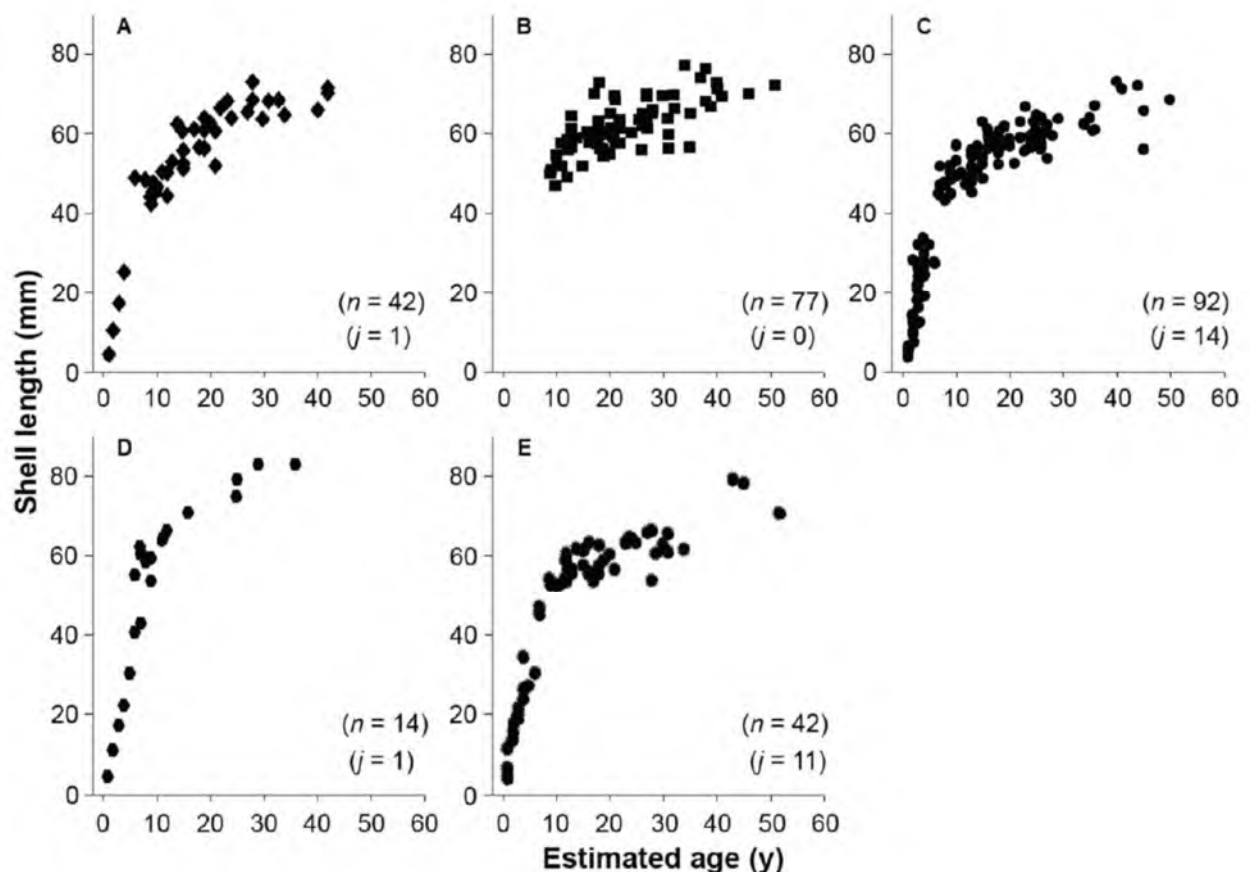 A
B
C
80
60
40
20
0
(n = 42)
(j = 1)
0 10 20 30 40 50 60
80
60
40
20
0
(n = 77)
(j = 0)
0 10 20 30 40 50 60
80
60
40
20
0
(n = 92)
(j = 14)
0 10 20 30 40 50 60
Shell length (mm)
D
E
80
60
40
20
0
(n = 14)
(j = 1)
0 10 20 30 40 50 60
80
60
40
20
0
(n = 42)
(j = 11)
0 10 20 30 40 50 60
Estimated age (y)